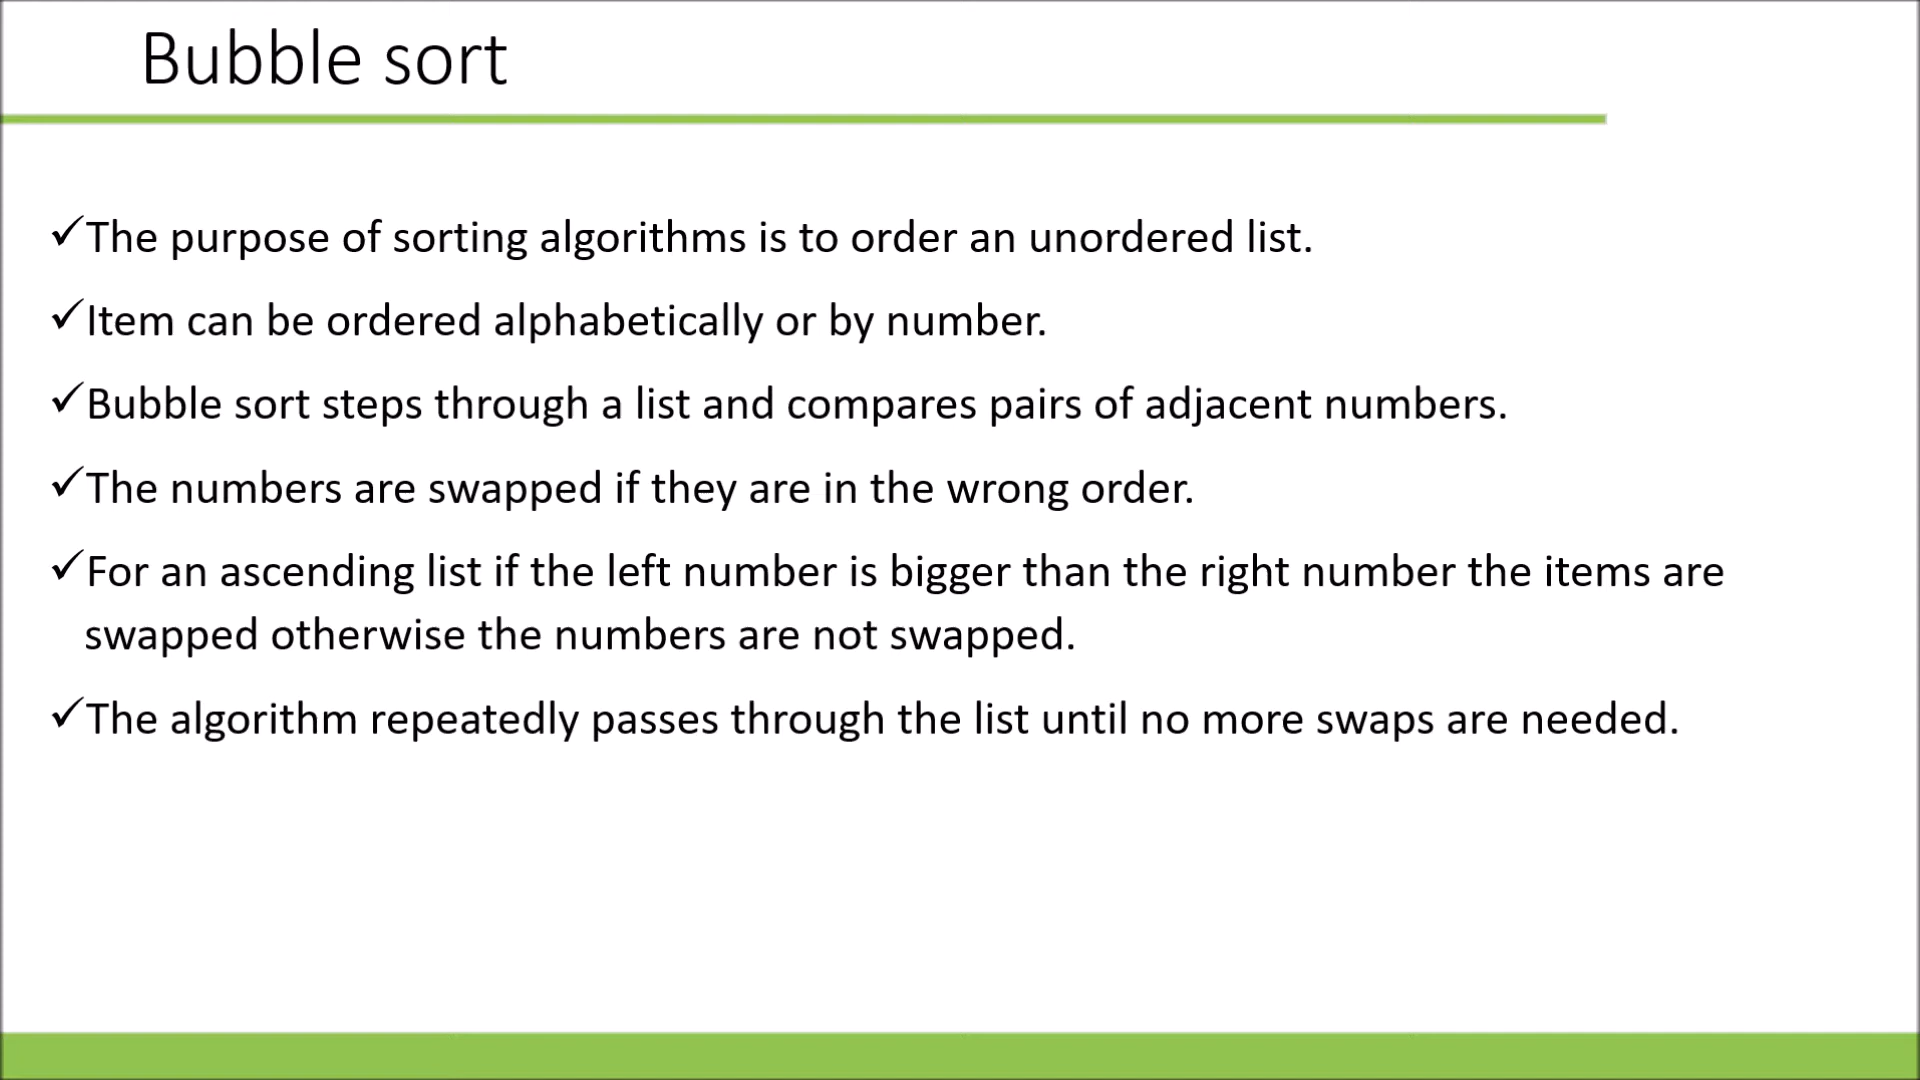 Bubble sort
✓The purpose of sorting algorithms is to order an unordered list.
✓Item can be ordered alphabetically or by number.
✓Bubble sort steps through a list and compares pairs of adjacent numbers.
✓The numbers are swapped if they are in the wrong order.
✓For an ascending list if the left number is bigger than the right number the items are
swapped otherwise the numbers are not swapped.
✓The algorithm repeatedly passes through the list until no more swaps are needed.